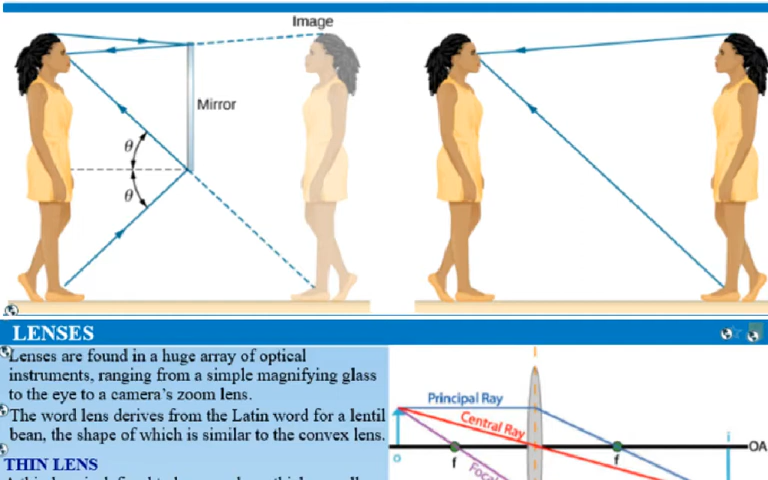 Image
Mirror
θ
θ
LENSES
Lenses are found in a huge array of optical
instruments, ranging from a simple magnifying glass
to the eye to a camera's zoom lens.
The word lens derives from the Latin word for a lentil
bean, the shape of which is similar to the convex lens.
THIN LENS
Principal Ray
Central Ray
OA
o
f
f
i